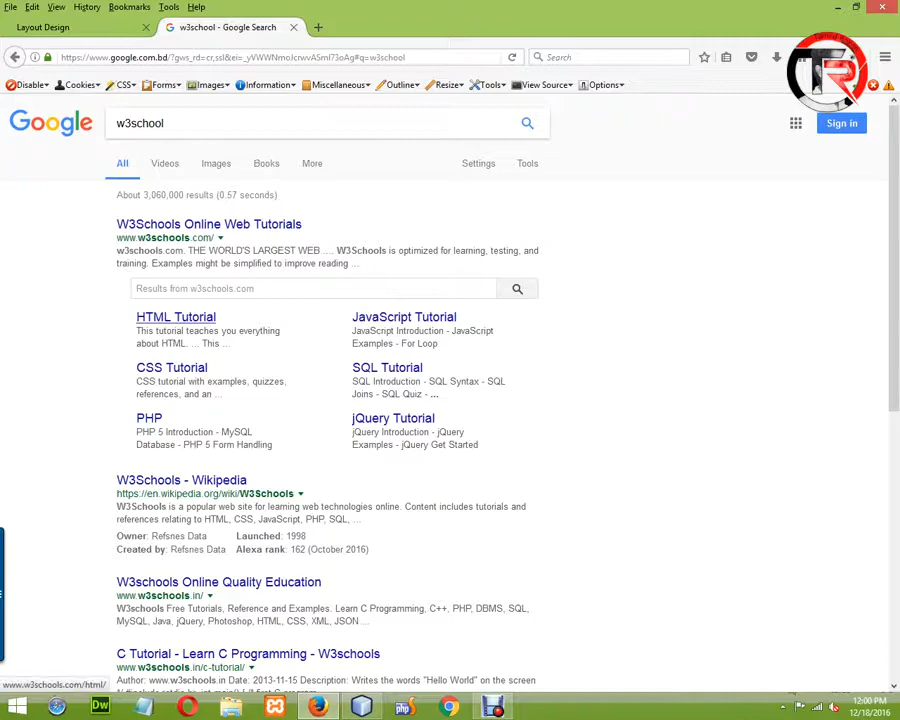 File Edit View History Bookmarks Tools Help
Layout Design × w3school - Google Search × +
https://www.google.com.bd/?gws_rd=cr,ssl&ei=_yVWWNmoJcrwvASmI73oAg#q=w3school Search
Disable Cookies CSS Forms Images Information Miscellaneous Outline Resize Tools View Source Options
TR
Google w3school Sign in
All Videos Images Books More Settings Tools
About 3,060,000 results (0.57 seconds)
W3Schools Online Web Tutorials
www.w3schools.com/
w3schools.com. THE WORLD'S LARGEST WEB .... W3Schools is optimized for learning, testing, and
training. Examples might be simplified to improve reading ...
Results from w3schools.com
HTML Tutorial JavaScript Tutorial
This tutorial teaches you everything JavaScript Introduction - JavaScript
about HTML. ... This ... Examples - For Loop
CSS Tutorial SQL Tutorial
CSS tutorial with examples, quizzes, SQL Introduction - SQL Syntax - SQL
references, and an ... Joins - SQL Quiz - ...
PHP jQuery Tutorial
PHP 5 Introduction - MySQL jQuery Introduction - jQuery
Database - PHP 5 Form Handling Examples - jQuery Get Started
W3Schools - Wikipedia
https://en.wikipedia.org/wiki/W3Schools
W3Schools is a popular web site for learning web technologies online. Content includes tutorials and
references relating to HTML, CSS, JavaScript, PHP, SQL, ...
Owner: Refsnes Data Launched: 1998
Created by: Refsnes Data Alexa rank: 162 (October 2016)
W3schools Online Quality Education
www.w3schools.in/
W3schools Free Tutorials, Reference and Examples. Learn C Programming, C++, PHP, DBMS, SQL,
MySQL, Java, jQuery, Photoshop, HTML, CSS, XML, JSON ...
C Tutorial - Learn C Programming - W3schools
www.w3schools.in/c-tutorial/
Author: www.w3schools.in Date: 2013-11-15 Description: Writes the words "Hello World" on the screen
www.w3schools.com/html/
Dw php 12:00 PM
12/18/2016